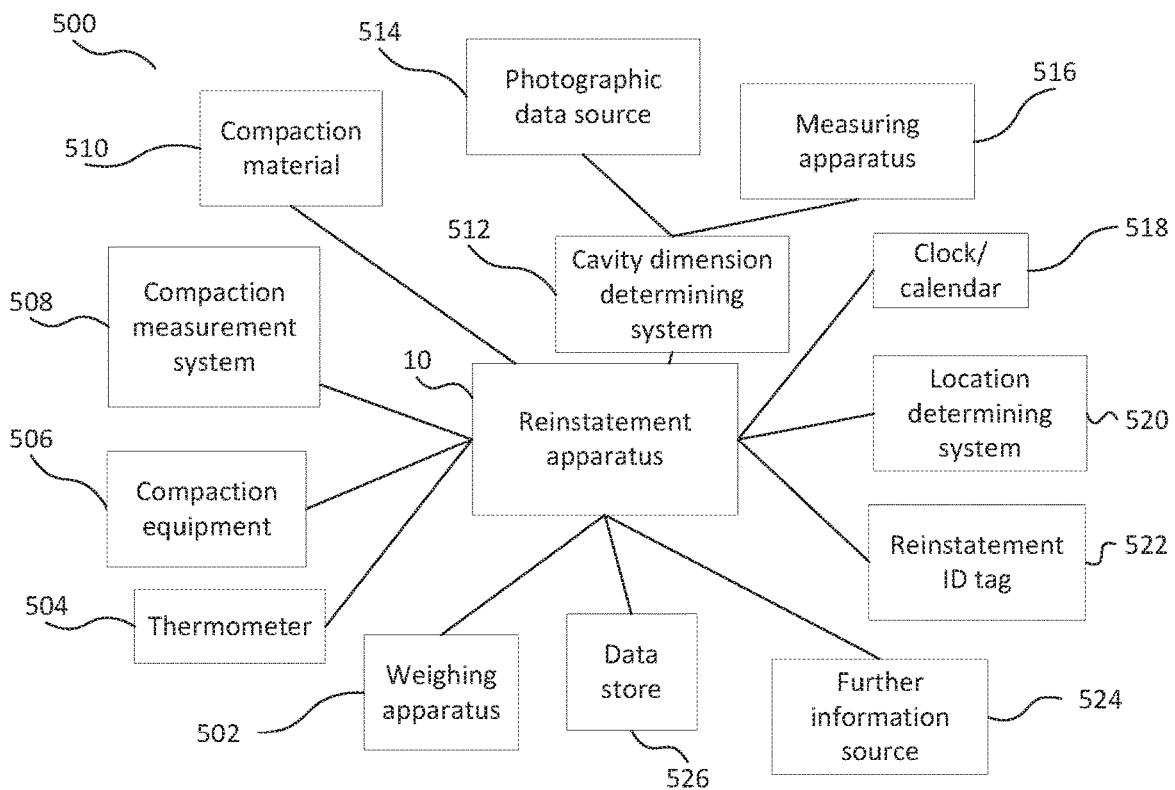 500
514
Photographic
data source
516
Measuring
apparatus
510
Compaction
material
512
Cavity dimension
determining
system
518
Clock/
calendar
508
Compaction
measurement
system
10
Reinstatement
apparatus
Location
determining
system
520
506
Compaction
equipment
Reinstatement
ID tag
522
504
Thermometer
Weighing
apparatus
502
Data
store
526
Further
information
source
524